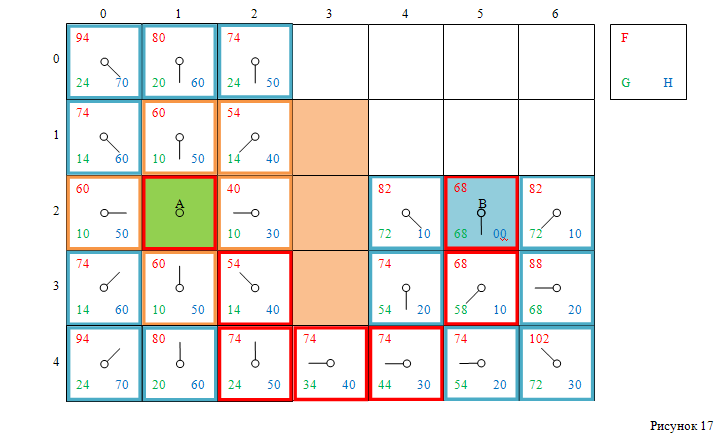 0 1 2 3 4 5 6
0
94 80 74
24 70 20 60 24 50
F
G H
1
74 60 54
14 60 10 50 14 40
2
60 A 40 82 68 B 82
10 50 10 30 72 10 68 00 72 10
3
74 60 54 74 68 88
14 60 10 50 14 40 54 20 58 10 68 20
4
94 80 74 74 74 74 102
24 70 20 60 24 50 34 40 44 30 54 20 72 30
Рисунок 17